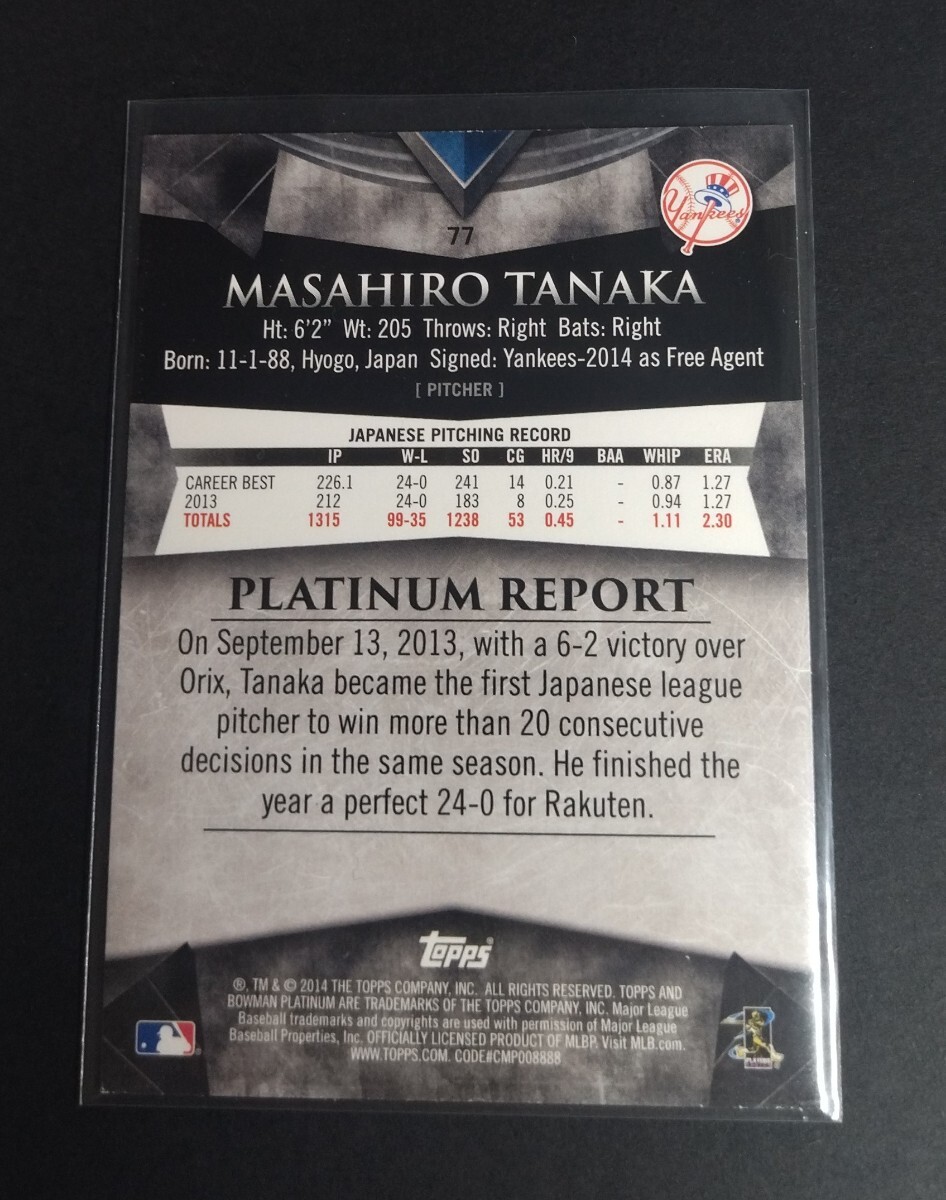 Yankees
77
MASAHIRO TANAKA
Ht: 6'2" Wt: 205 Throws: Right Bats: Right
Born: 11-1-88, Hyogo, Japan Signed: Yankees-2014 as Free Agent
[ PITCHER ]
JAPANESE PITCHING RECORD
IP W-L SO CG HR/9 BAA WHIP ERA
CAREER BEST 226.1 24-0 241 14 0.21 - 0.87 1.27
2013 212 24-0 183 8 0.25 - 0.94 1.27
TOTALS 1315 99-35 1238 53 0.45 - 1.11 2.30
PLATINUM REPORT
On September 13, 2013, with a 6-2 victory over
Orix, Tanaka became the first Japanese league
pitcher to win more than 20 consecutive
decisions in the same season. He finished the
year a perfect 24-0 for Rakuten.
Topps®
®, TM & © 2014 THE TOPPS COMPANY, INC. ALL RIGHTS RESERVED. TOPPS AND
BOWMAN PLATINUM ARE TRADEMARKS OF THE TOPPS COMPANY, INC. Major League
Baseball trademarks and copyrights are used with permission of Major League
Baseball Properties, Inc. OFFICIALLY LICENSED PRODUCT OF MLBP. Visit MLB.com.
WWW.TOPPS.COM. CODE#CMP008888